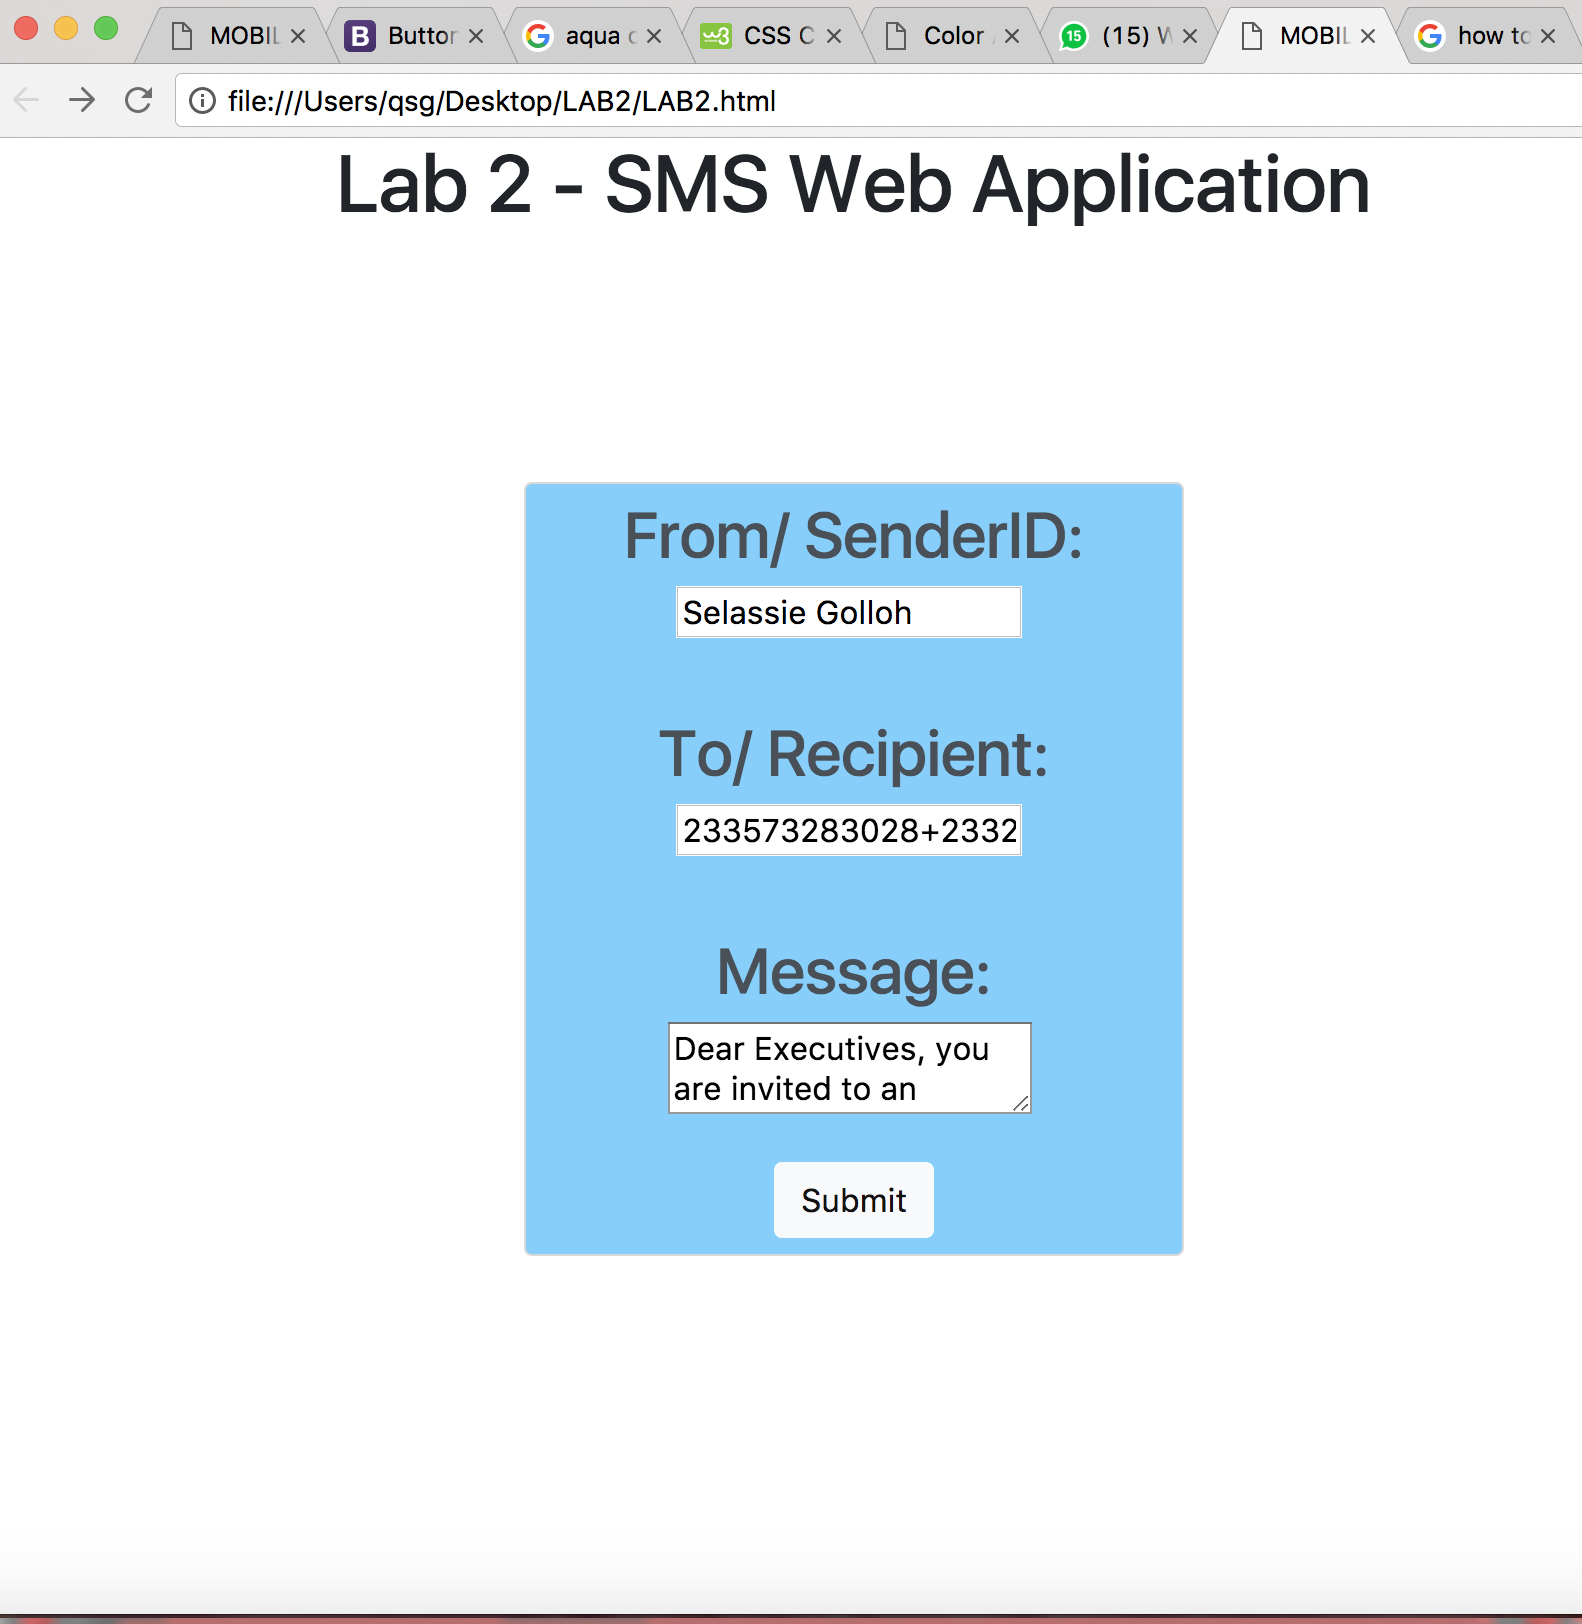 MOBIL
Button
aqua
CSS C
Color
15
(15) W
MOBIL
how to
file:///Users/qsg/Desktop/LAB2/LAB2.html
Lab 2 - SMS Web Application
From/ SenderID:
Selassie Golloh
To/ Recipient:
233573283028+2332
Message:
Dear Executives, you
are invited to an
Submit